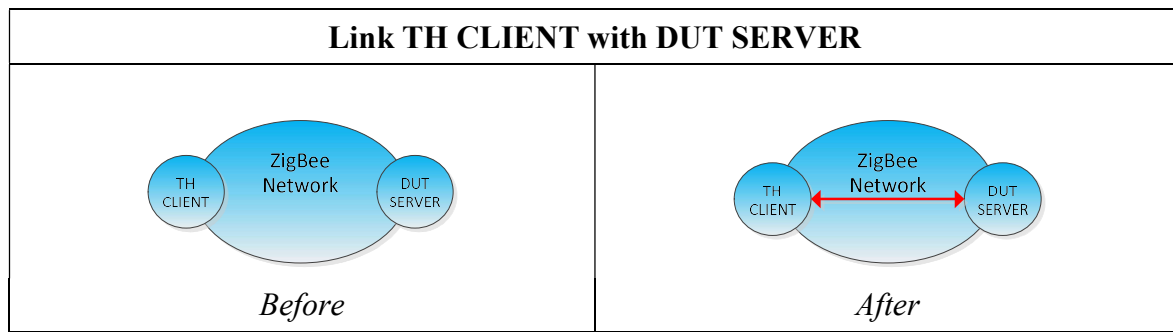 Link TH CLIENT with DUT SERVER
ZigBee
Network
TH
CLIENT
DUT
SERVER
Before
ZigBee
Network
TH
CLIENT
DUT
SERVER
After